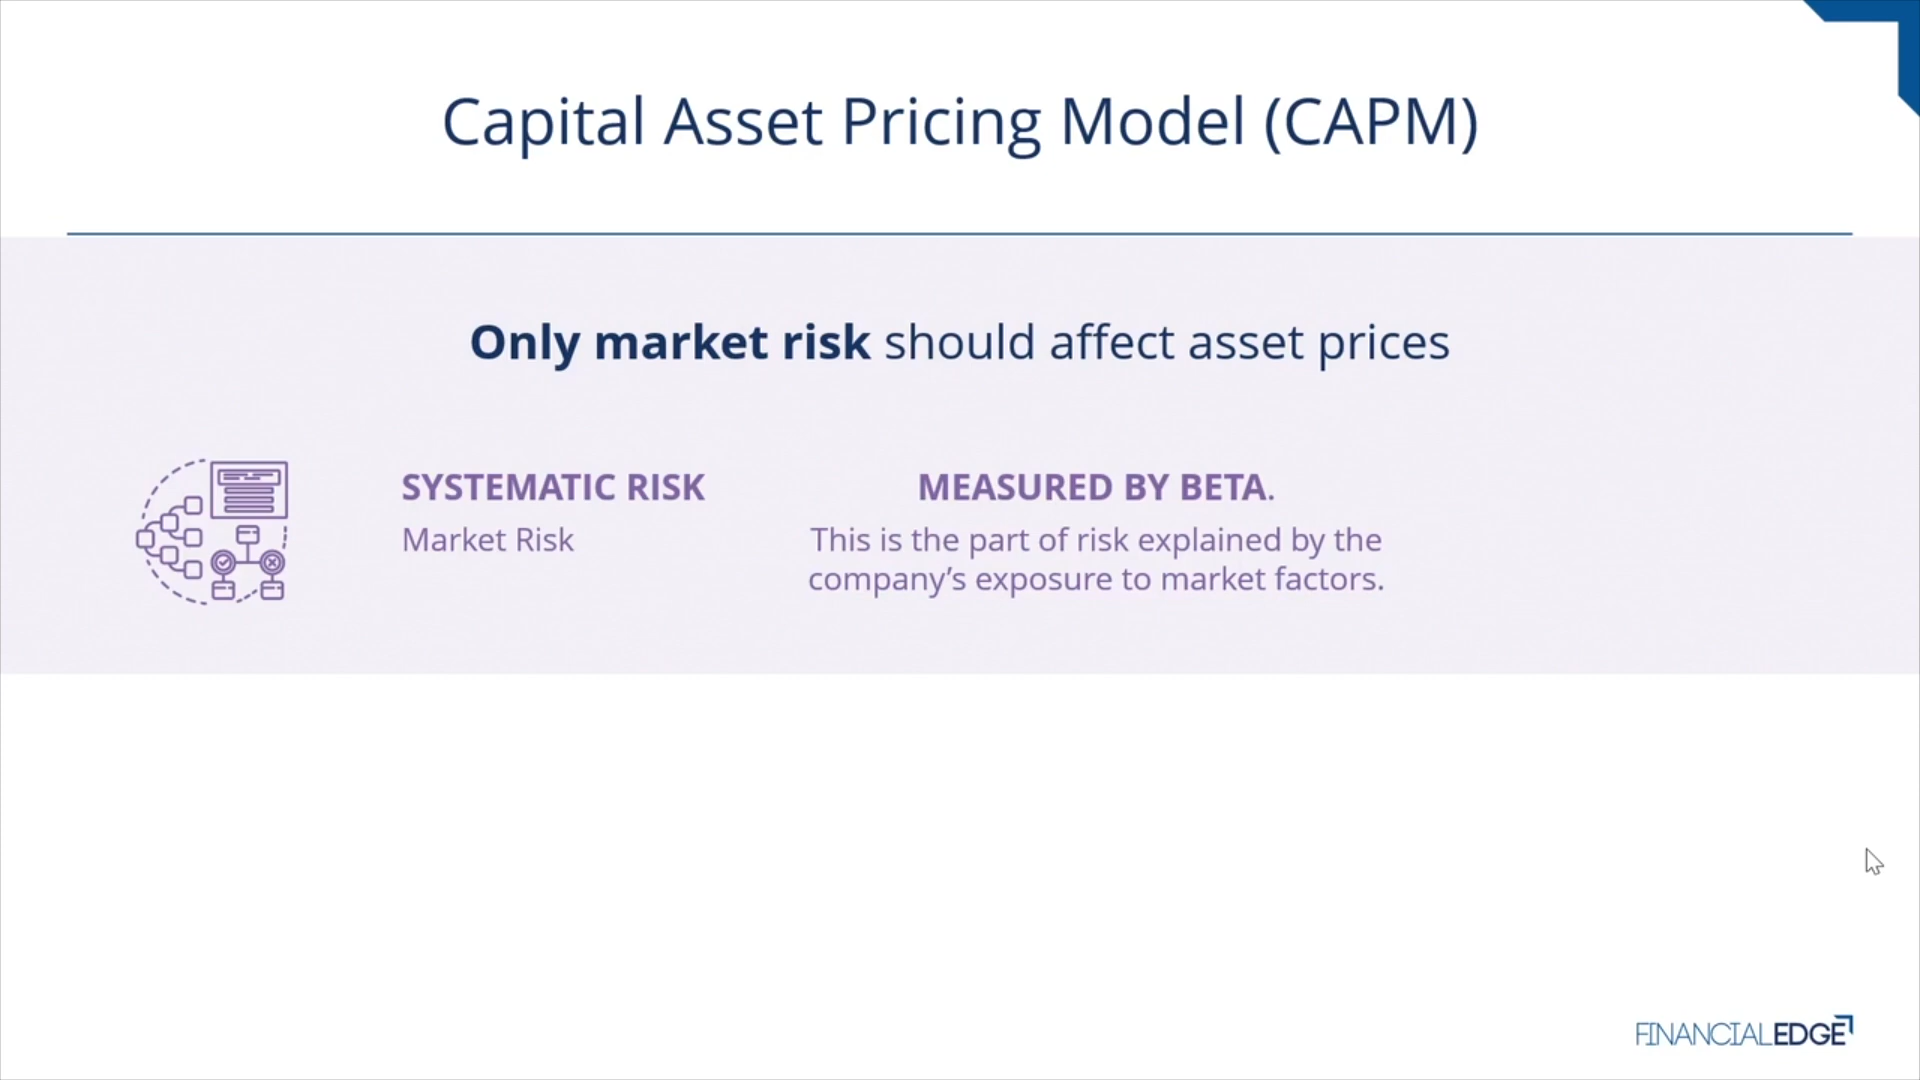 Capital Asset Pricing Model (CAPM)
Only market risk should affect asset prices
SYSTEMATIC RISK
Market Risk
MEASURED BY BETA.
This is the part of risk explained by the
company’s exposure to market factors.
FINANCIALEDGE